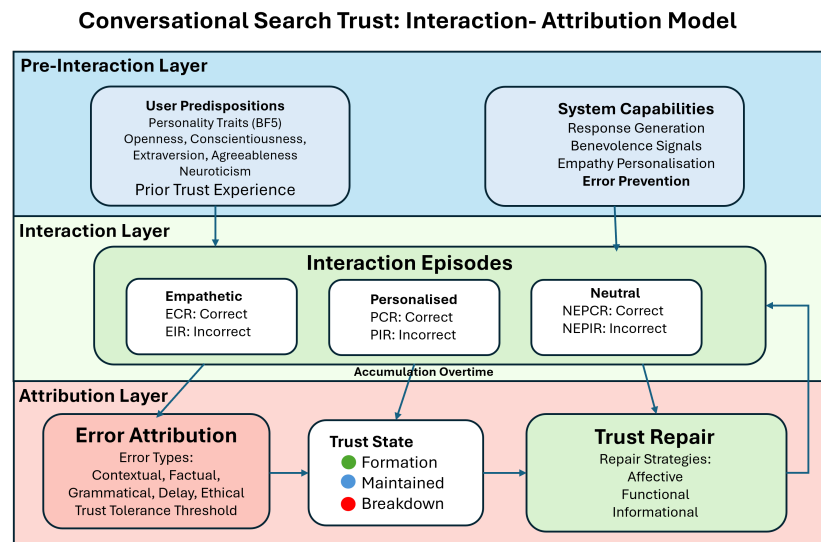 Conversational Search Trust: Interaction- Attribution Model
Pre-Interaction Layer
User Predispositions
Personality Traits (BF5)
Openness, Conscientiousness,
Extraversion, Agreeableness
Neuroticism
Prior Trust Experience
System Capabilities
Response Generation
Benevolence Signals
Empathy Personalisation
Error Prevention
Interaction Layer
Interaction Episodes
Empathetic
ECR: Correct
EIR: Incorrect
Personalised
PCR: Correct
PIR: Incorrect
Neutral
NEPCR: Correct
NEPIR: Incorrect
Accumulation Overtime
Attribution Layer
Error Attribution
Error Types:
Contextual, Factual,
Grammatical, Delay, Ethical
Trust Tolerance Threshold
Trust State
Formation
Maintained
Breakdown
Trust Repair
Repair Strategies:
Affective
Functional
Informational